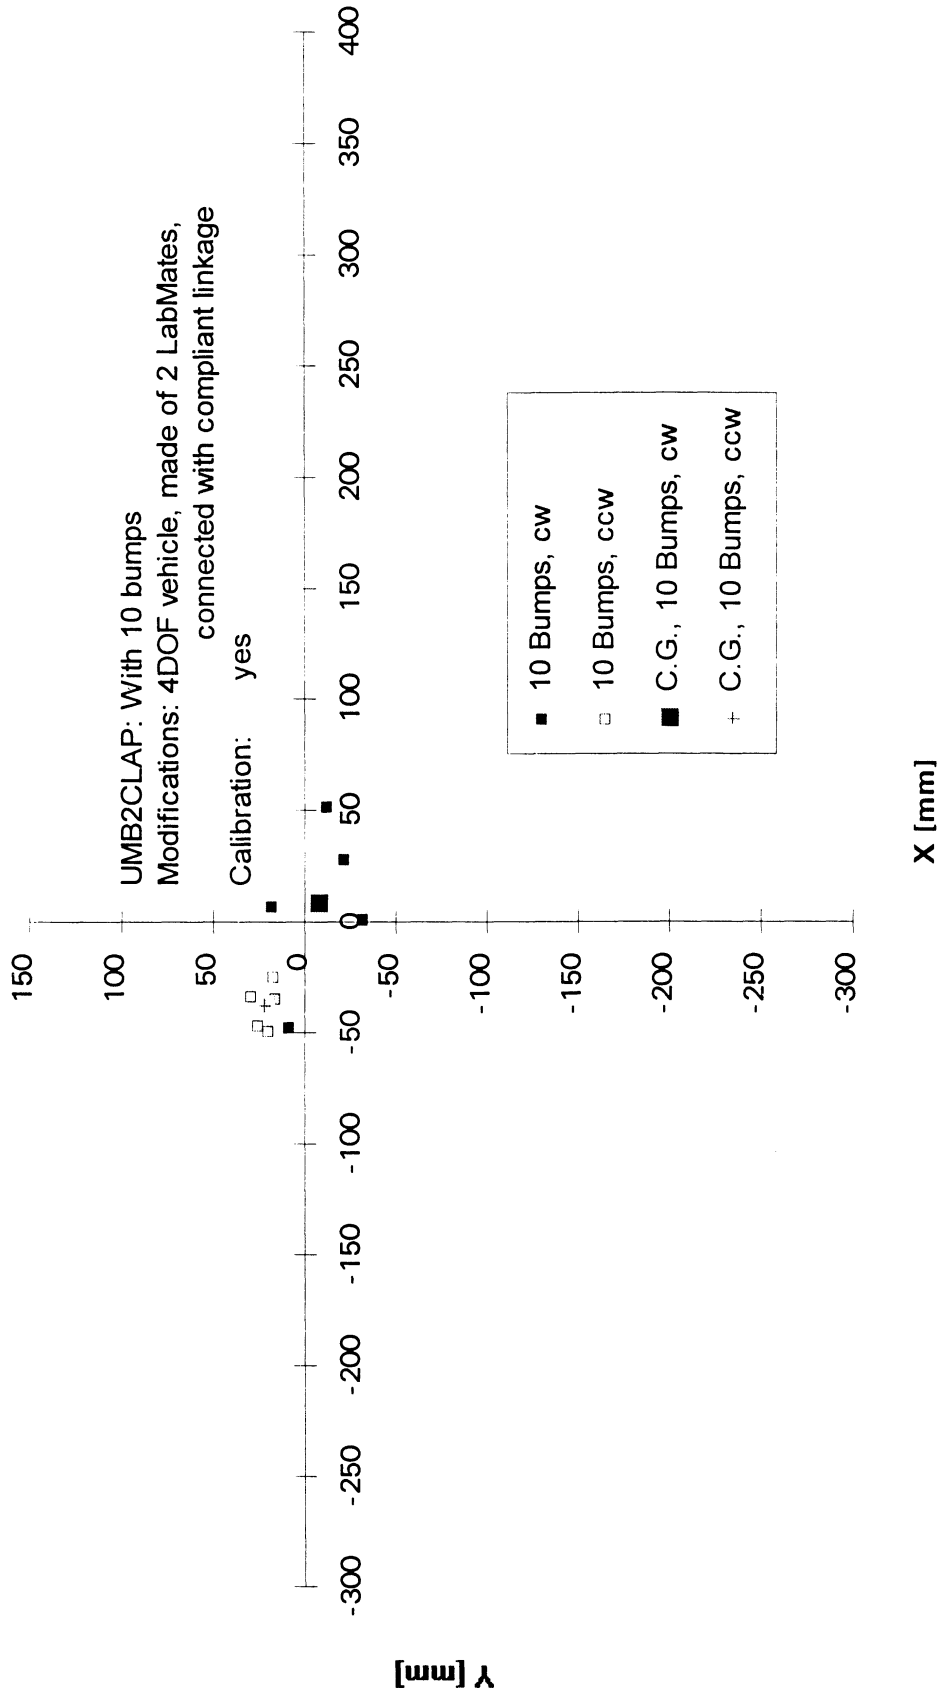 UMB2CLAP: With 10 bumps
Modifications: 4DOF vehicle, made of 2 LabMates,
connected with compliant linkage
Calibration: yes
Y [mm]
150
100
50
0
-50
-100
-150
-200
-250
-300
-300
-250
-200
-150
-100
-50
0
50
100
150
200
250
300
350
400
10 Bumps, cw
10 Bumps, ccw
C.G., 10 Bumps, cw
C.G., 10 Bumps, ccw
X [mm]